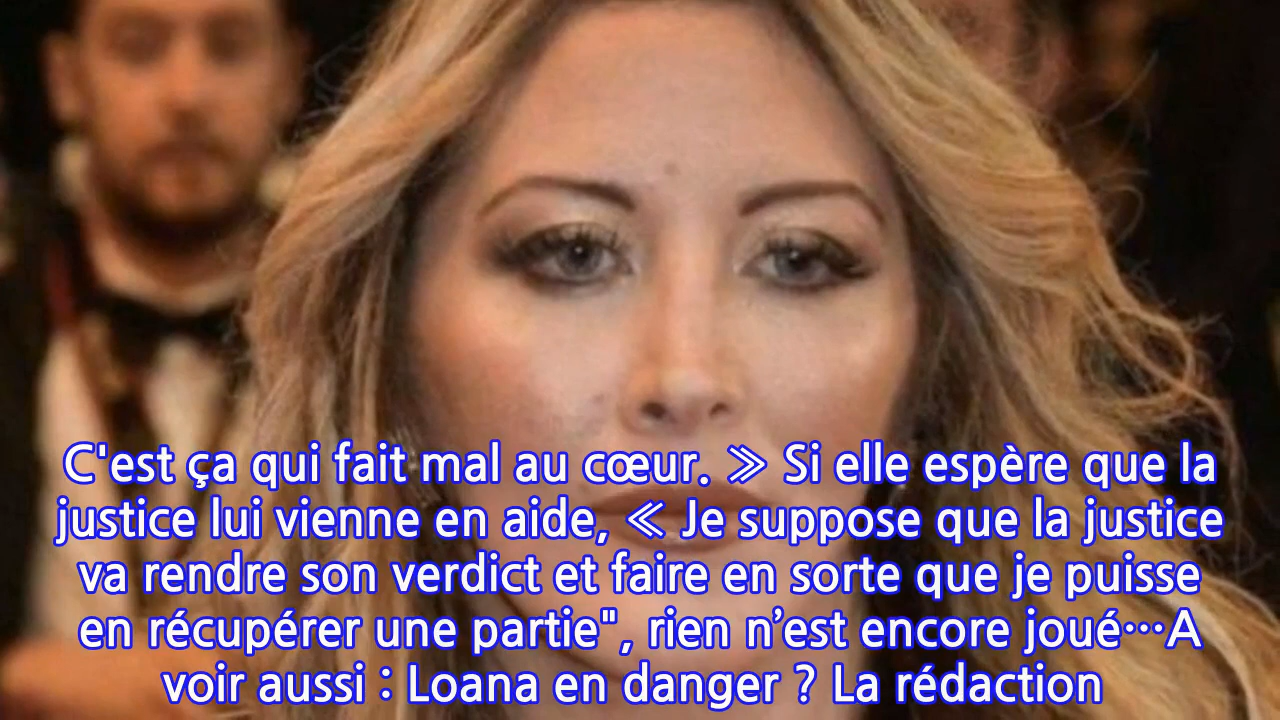 C'est ça qui fait mal au cœur. ≫ Si elle espère que la
justice lui vienne en aide, ≪ Je suppose que la justice
va rendre son verdict et faire en sorte que je puisse
en récupérer une partie", rien n’est encore joué…A
voir aussi : Loana en danger ? La rédaction